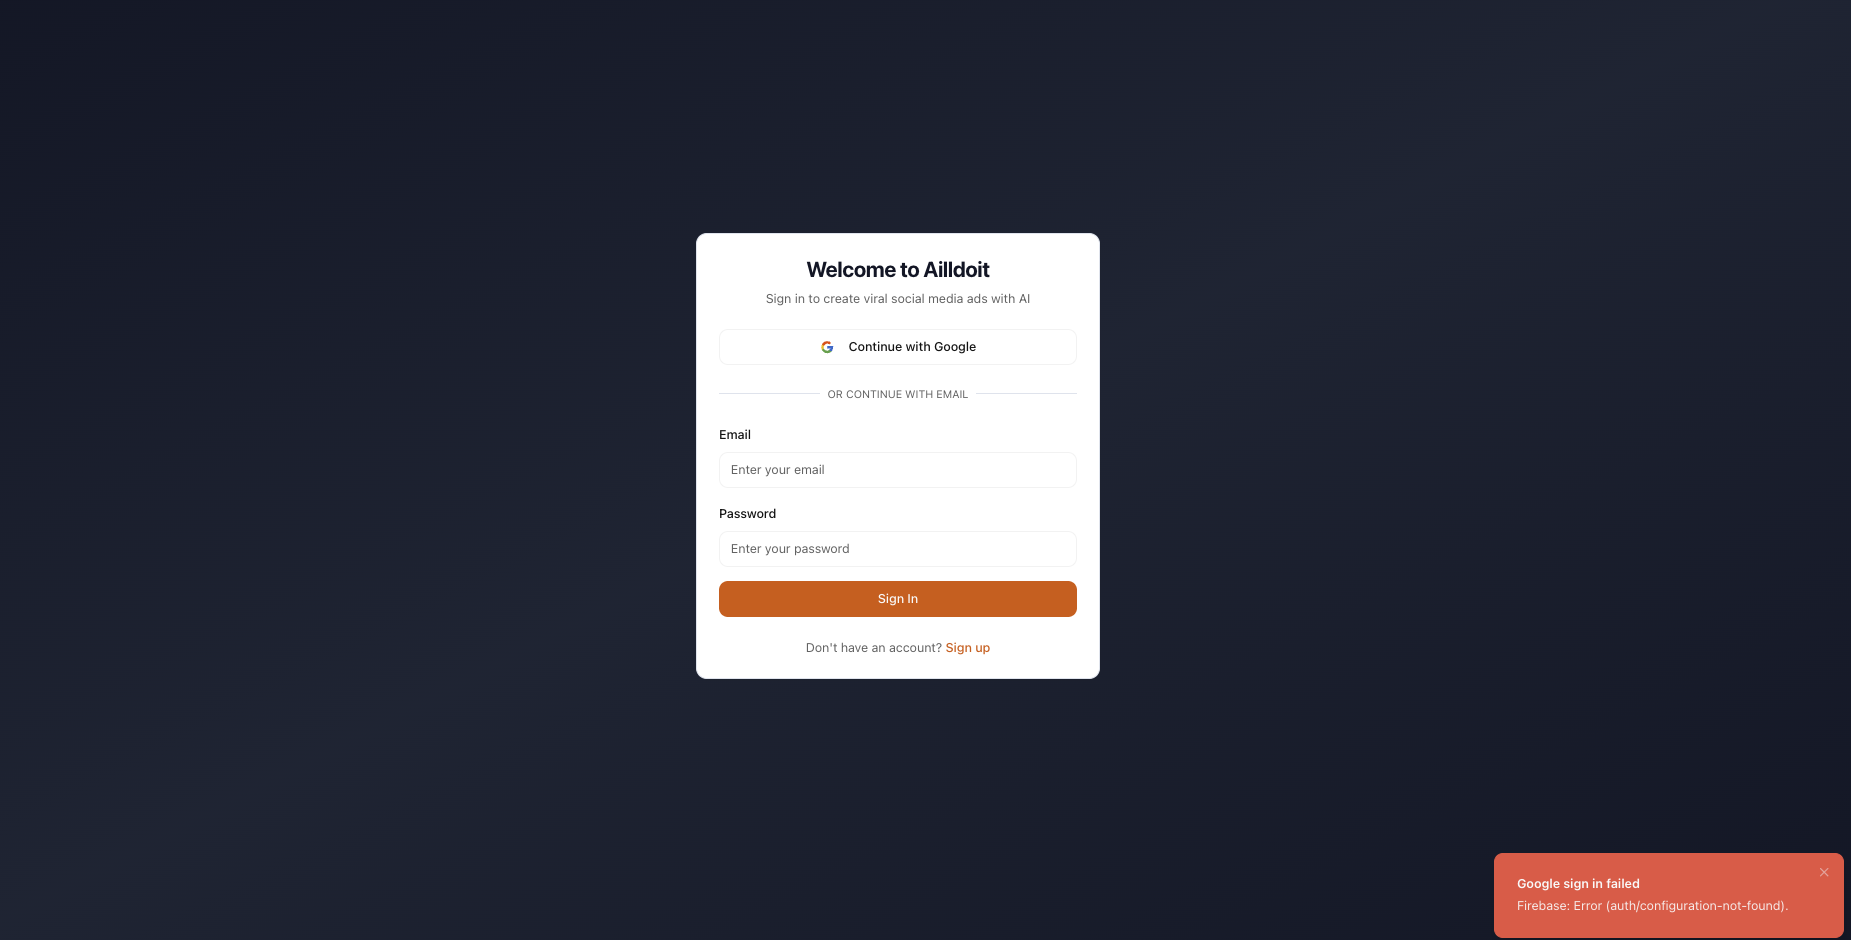 Welcome to Ailldoit
Sign in to create viral social media ads with AI
Continue with Google
OR CONTINUE WITH EMAIL
Email
Enter your email
Password
Enter your password
Sign In
Don't have an account? Sign up
Google sign in failed
Firebase: Error (auth/configuration-not-found).